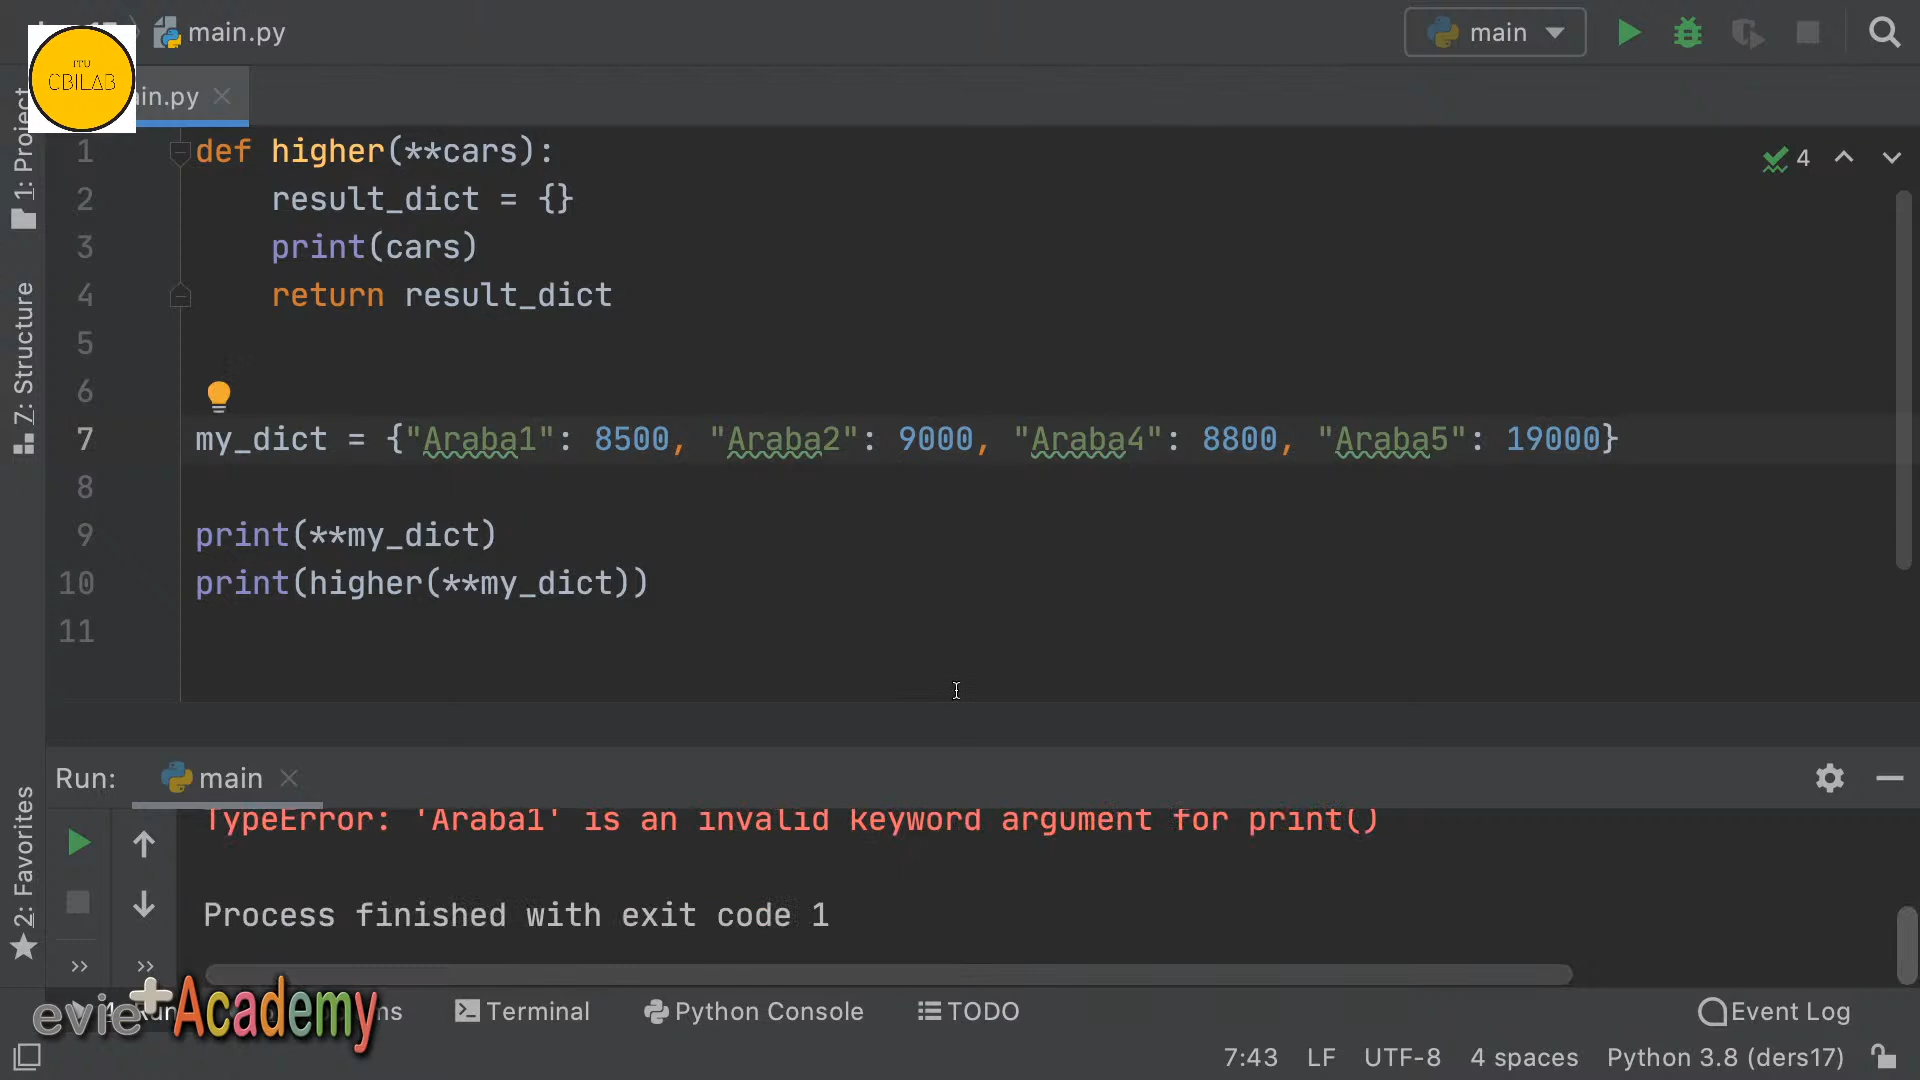 main.py
main
ITU
CBILAB
in.py
1: Project
4
1 def higher(**cars):
2     result_dict = {}
3     print(cars)
4     return result_dict
5
6
7 my_dict = {"Araba1": 8500, "Araba2": 9000, "Araba4": 8800, "Araba5": 19000}
8
9 print(**my_dict)
10 print(higher(**my_dict))
11
Z: Structure
2: Favorites
Run: main
TypeError: 'Araba1' is an invalid keyword argument for print()
Process finished with exit code 1
evie+Academy
Terminal
Python Console
TODO
Event Log
7:43 LF UTF-8 4 spaces Python 3.8 (ders17)